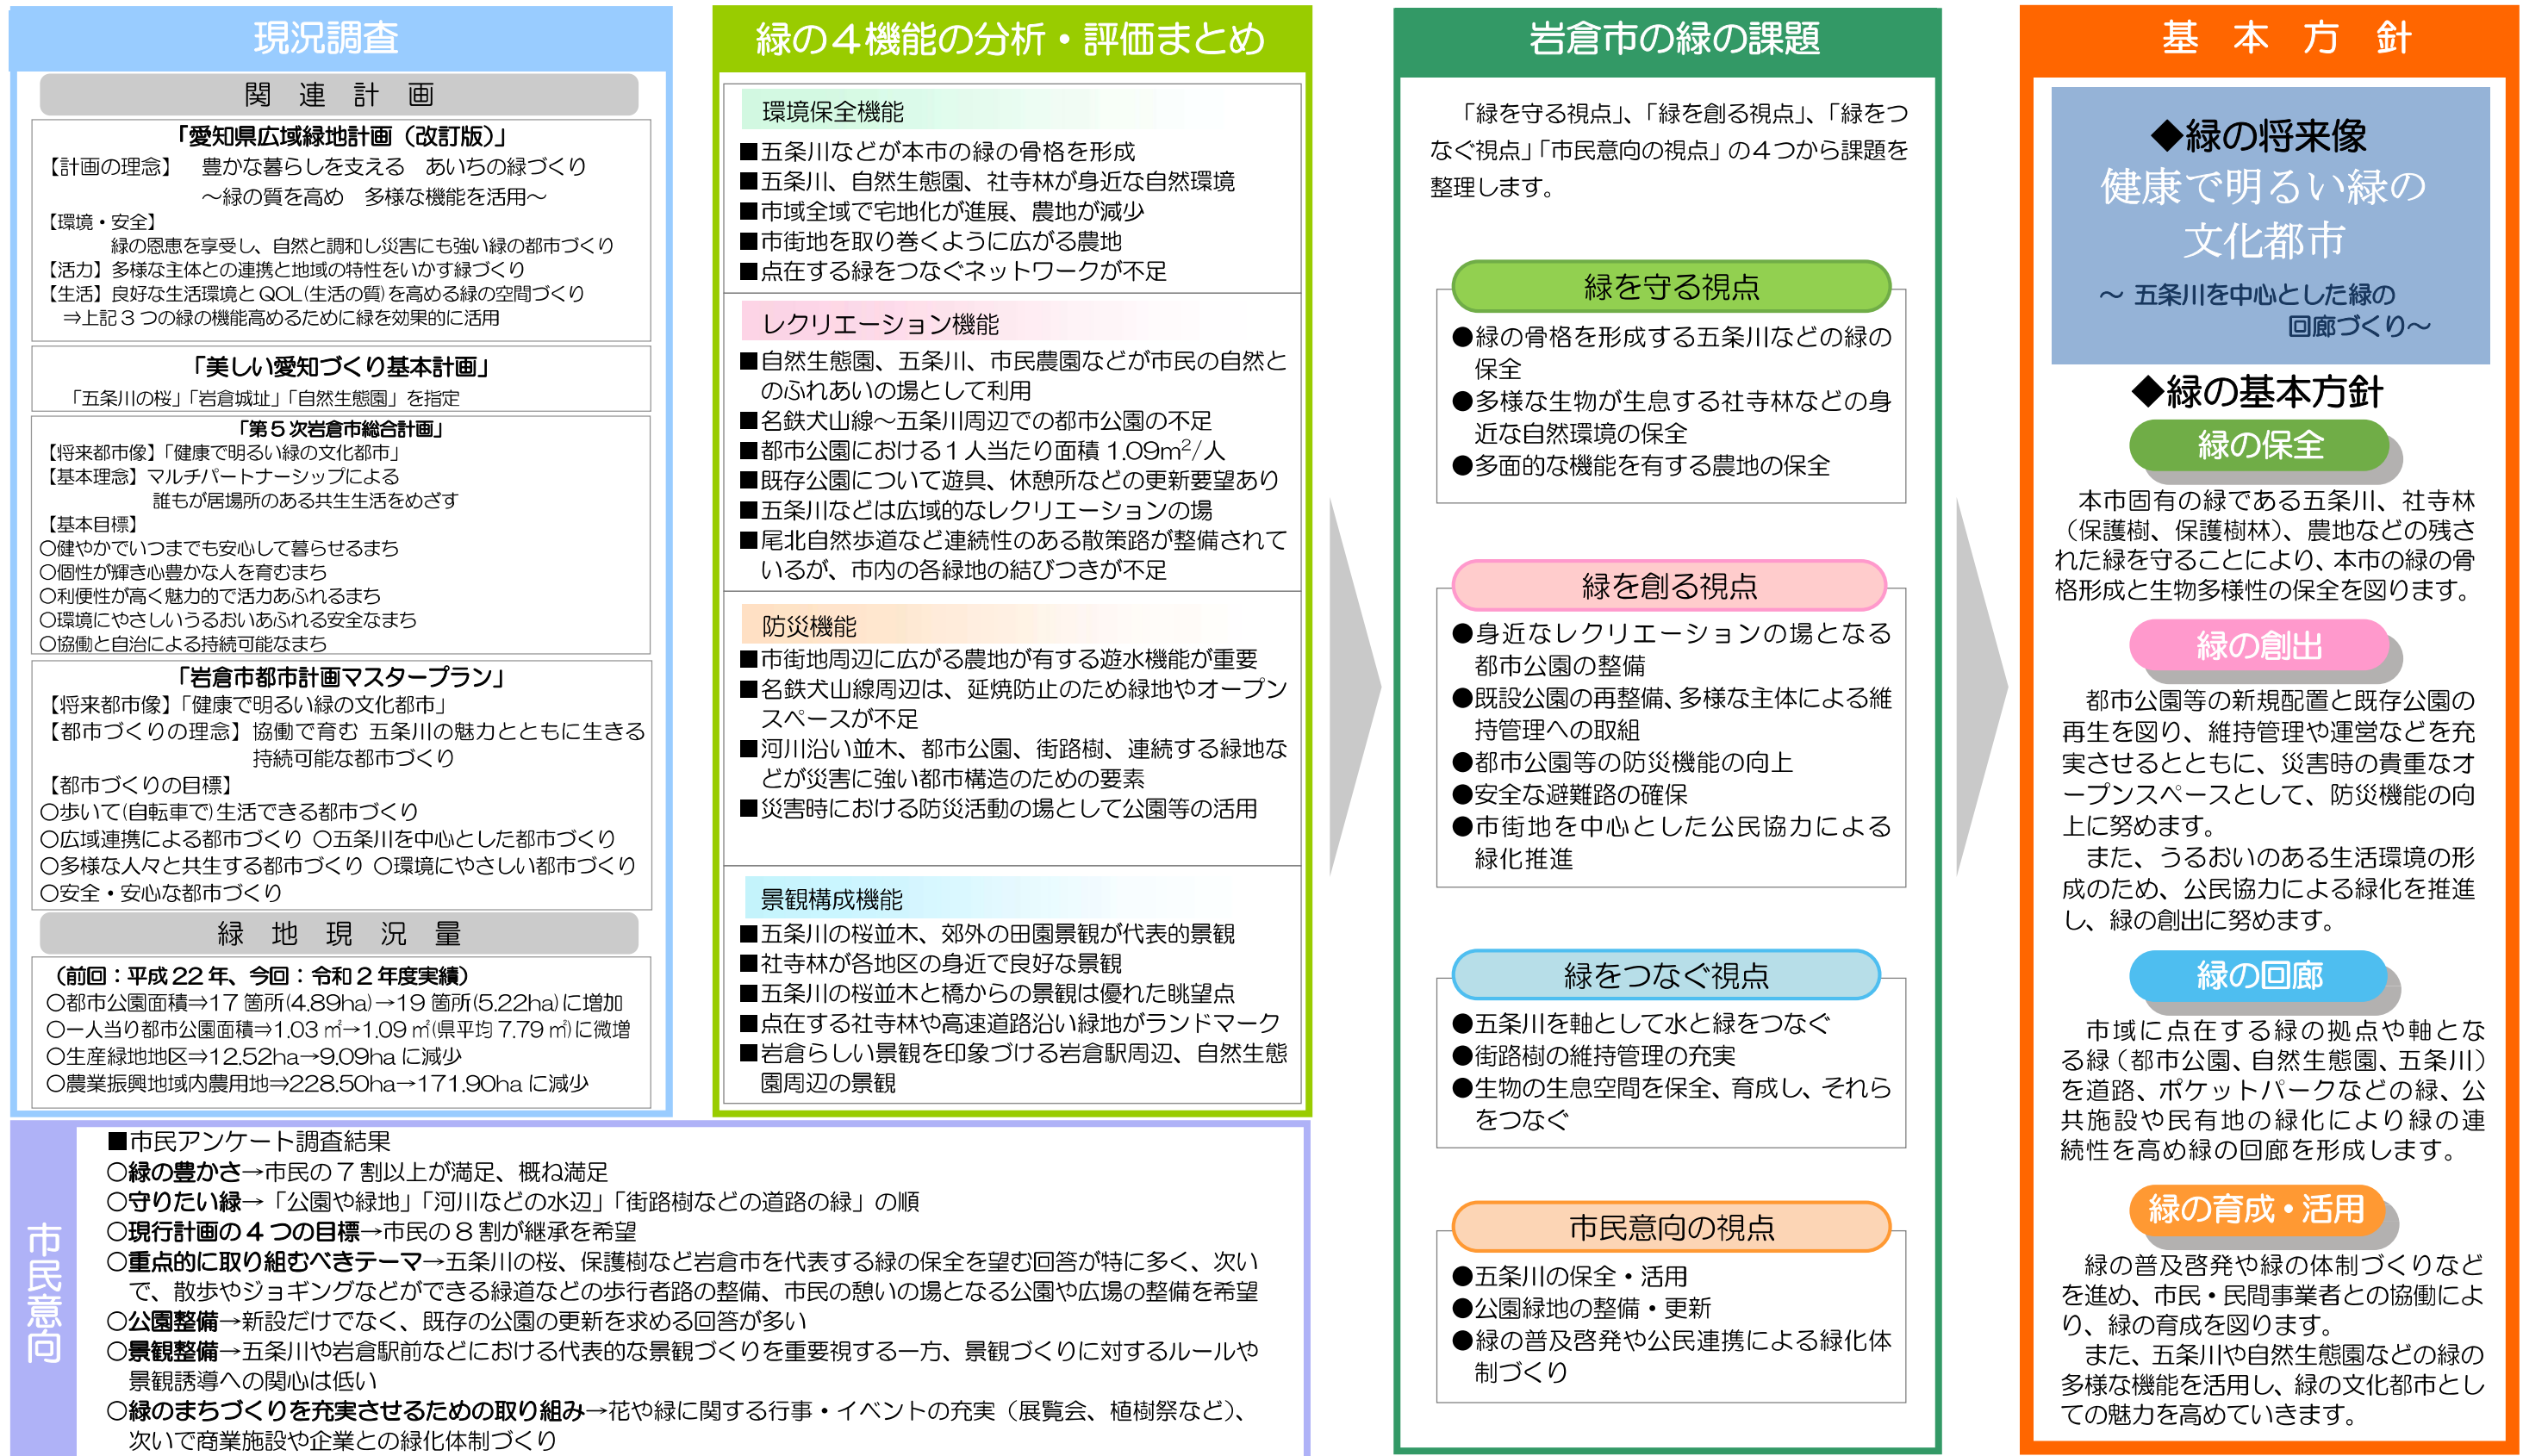 現況調査
関連計画
「愛知県広域緑地計画（改訂版）」
【計画の理念】　豊かな暮らしを支える　あいちの緑づくり
～緑の質を高め　多様な機能を活用～
【環境・安全】
緑の恩恵を享受し、自然と調和し災害にも強い緑の都市づくり
【活力】多様な主体との連携と地域の特性をいかす緑づくり
【生活】良好な生活環境と QOL(生活の質)を高める緑の空間づくり
⇒上記３つの緑の機能高めるために緑を効果的に活用
「美しい愛知づくり基本計画」
「五条川の桜」「岩倉城址」「自然生態園」を指定
「第５次岩倉市総合計画」
【将来都市像】「健康で明るい緑の文化都市」
【基本理念】マルチパートナーシップによる
誰もが居場所のある共生生活をめざす
【基本目標】
〇健やかでいつまでも安心して暮らせるまち
〇個性が輝き心豊かな人を育むまち
〇利便性が高く魅力的で活力あふれるまち
〇環境にやさしいうるおいあふれる安全なまち
〇協働と自治による持続可能なまち
「岩倉市都市計画マスタープラン」
【将来都市像】「健康で明るい緑の文化都市」
【都市づくりの理念】協働で育む 五条川の魅力とともに生きる
持続可能な都市づくり
【都市づくりの目標】
〇歩いて(自転車で)生活できる都市づくり
〇広域連携による都市づくり 〇五条川を中心とした都市づくり
〇多様な人々と共生する都市づくり 〇環境にやさしい都市づくり
〇安全・安心な都市づくり
緑地現況量
（前回：平成 22 年、今回：令和２年度実績）
〇都市公園面積⇒17 箇所(4.89ha)→19 箇所(5.22ha)に増加
〇一人当り都市公園面積⇒1.03 ㎡→1.09 ㎡(県平均 7.79 ㎡)に微増
〇生産緑地地区⇒12.52ha→9.09ha に減少
〇農業振興地域内農用地⇒228.50ha→171.90ha に減少
緑の４機能の分析・評価まとめ
環境保全機能
■五条川などが本市の緑の骨格を形成
■五条川、自然生態園、社寺林が身近な自然環境
■市域全域で宅地化が進展、農地が減少
■市街地を取り巻くように広がる農地
■点在する緑をつなぐネットワークが不足
レクリエーション機能
■自然生態園、五条川、市民農園などが市民の自然と
のふれあいの場として利用
■名鉄犬山線～五条川周辺での都市公園の不足
■都市公園における１人当たり面積 1.09m²/人
■既存公園について遊具、休憩所などの更新要望あり
■五条川などは広域的なレクリエーションの場
■尾北自然歩道など連続性のある散策路が整備されて
いるが、市内の各緑地の結びつきが不足
防災機能
■市街地周辺に広がる農地が有する遊水機能が重要
■名鉄犬山線周辺は、延焼防止のため緑地やオープン
スペースが不足
■河川沿い並木、都市公園、街路樹、連続する緑地な
どが災害に強い都市構造のための要素
■災害時における防災活動の場として公園等の活用
景観構成機能
■五条川の桜並木、郊外の田園景観が代表的景観
■社寺林が各地区の身近で良好な景観
■五条川の桜並木と橋からの景観は優れた眺望点
■点在する社寺林や高速道路沿い緑地がランドマーク
■岩倉らしい景観を印象づける岩倉駅周辺、自然生態
園周辺の景観
市民意向
■市民アンケート調査結果
〇緑の豊かさ→市民の７割以上が満足、概ね満足
〇守りたい緑→「公園や緑地」「河川などの水辺」「街路樹などの道路の緑」の順
〇現行計画の４つの目標→市民の８割が継承を希望
〇重点的に取り組むべきテーマ→五条川の桜、保護樹など岩倉市を代表する緑の保全を望む回答が特に多く、次い
で、散歩やジョギングなどができる緑道などの歩行者路の整備、市民の憩いの場となる公園や広場の整備を希望
〇公園整備→新設だけでなく、既存の公園の更新を求める回答が多い
〇景観整備→五条川や岩倉駅前などにおける代表的な景観づくりを重要視する一方、景観づくりに対するルールや
景観誘導への関心は低い
〇緑のまちづくりを充実させるための取り組み→花や緑に関する行事・イベントの充実（展覧会、植樹祭など）、
次いで商業施設や企業との緑化体制づくり
岩倉市の緑の課題
「緑を守る視点」、「緑を創る視点」、「緑をつ
なぐ視点」「市民意向の視点」の４つから課題を
整理します。
緑を守る視点
●緑の骨格を形成する五条川などの緑の
保全
●多様な生物が生息する社寺林などの身
近な自然環境の保全
●多面的な機能を有する農地の保全
緑を創る視点
●身近なレクリエーションの場となる
都市公園の整備
●既設公園の再整備、多様な主体による維
持管理への取組
●都市公園等の防災機能の向上
●安全な避難路の確保
●市街地を中心とした公民協力による
緑化推進
緑をつなぐ視点
●五条川を軸として水と緑をつなぐ
●街路樹の維持管理の充実
●生物の生息空間を保全、育成し、それら
をつなぐ
市民意向の視点
●五条川の保全・活用
●公園緑地の整備・更新
●緑の普及啓発や公民連携による緑化体
制づくり
基本方針
◆緑の将来像
健康で明るい緑の
文化都市
～ 五条川を中心とした緑の
回廊づくり～
◆緑の基本方針
緑の保全
本市固有の緑である五条川、社寺林
（保護樹、保護樹林）、農地などの残さ
れた緑を守ることにより、本市の緑の骨
格形成と生物多様性の保全を図ります。
緑の創出
都市公園等の新規配置と既存公園の
再生を図り、維持管理や運営などを充
実させるとともに、災害時の貴重なオ
ープンスペースとして、防災機能の向
上に努めます。
また、うるおいのある生活環境の形
成のため、公民協力による緑化を推進
し、緑の創出に努めます。
緑の回廊
市域に点在する緑の拠点や軸とな
る緑（都市公園、自然生態園、五条川）
を道路、ポケットパークなどの緑、公
共施設や民有地の緑化により緑の連
続性を高め緑の回廊を形成します。
緑の育成・活用
緑の普及啓発や緑の体制づくりなど
を進め、市民・民間事業者との協働によ
り、緑の育成を図ります。
また、五条川や自然生態園などの緑の
多様な機能を活用し、緑の文化都市とし
ての魅力を高めていきます。